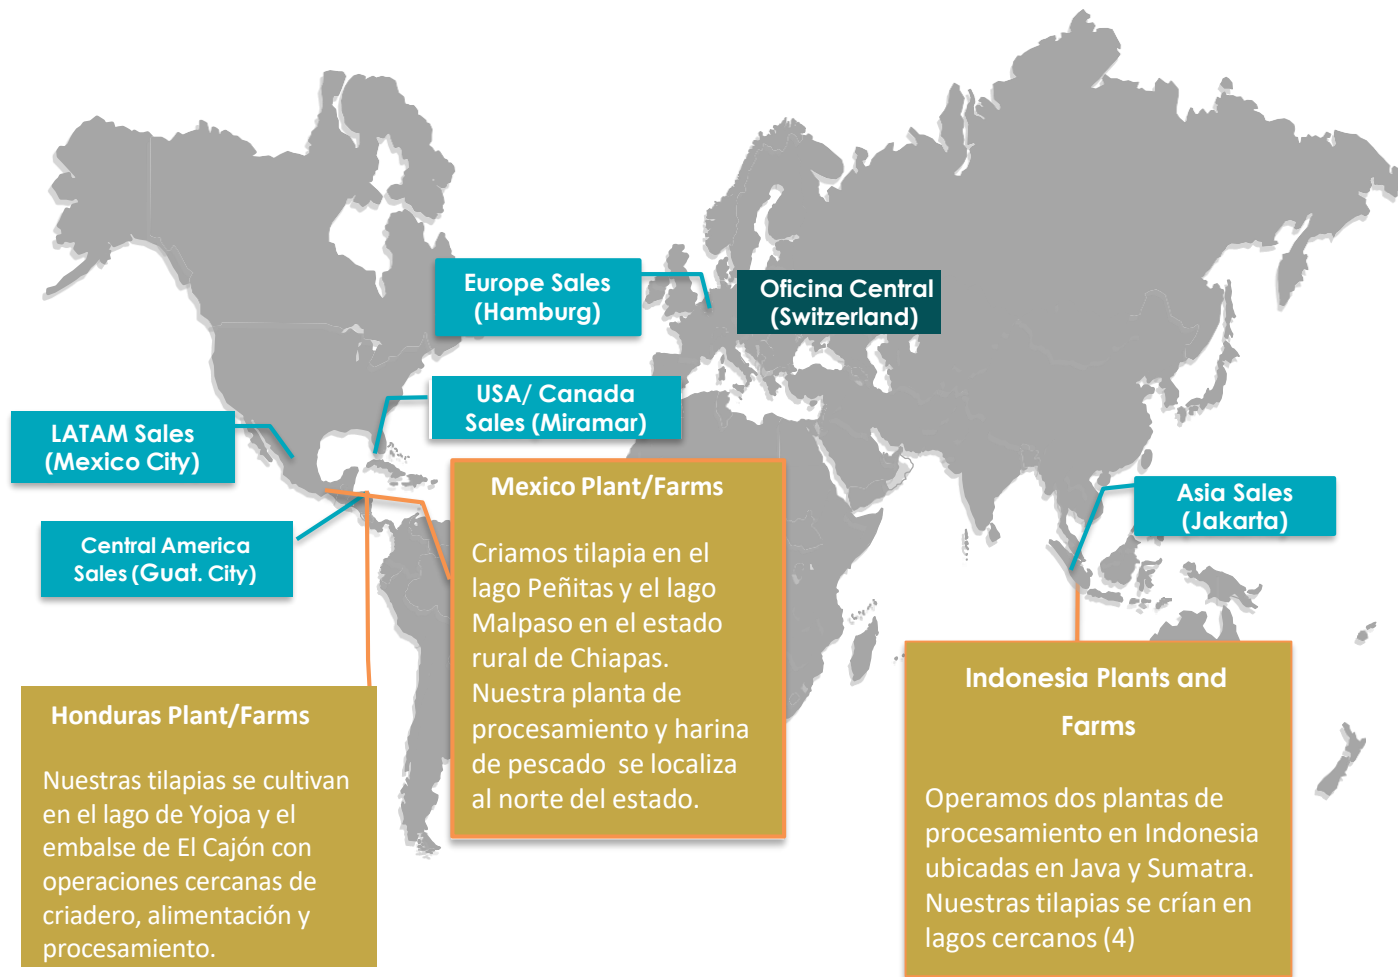 Europe Sales
(Hamburg)
Oficina Central
(Switzerland)
USA/ Canada
Sales (Miramar)
LATAM Sales
(Mexico City)
Central America
Sales (Guat. City)
Asia Sales
(Jakarta)
Mexico Plant/Farms
Criamos tilapia en el
lago Peñitas y el lago
Malpaso en el estado
rural de Chiapas.
Nuestra planta de
procesamiento y harina
de pescado se localiza
al norte del estado.
Honduras Plant/Farms
Nuestras tilapias se cultivan
en el lago de Yojoa y el
embalse de El Cajón con
operaciones cercanas de
criadero, alimentación y
procesamiento.
Indonesia Plants and
Farms
Operamos dos plantas de
procesamiento en Indonesia
ubicadas en Java y Sumatra.
Nuestras tilapias se crían en
lagos cercanos (4)